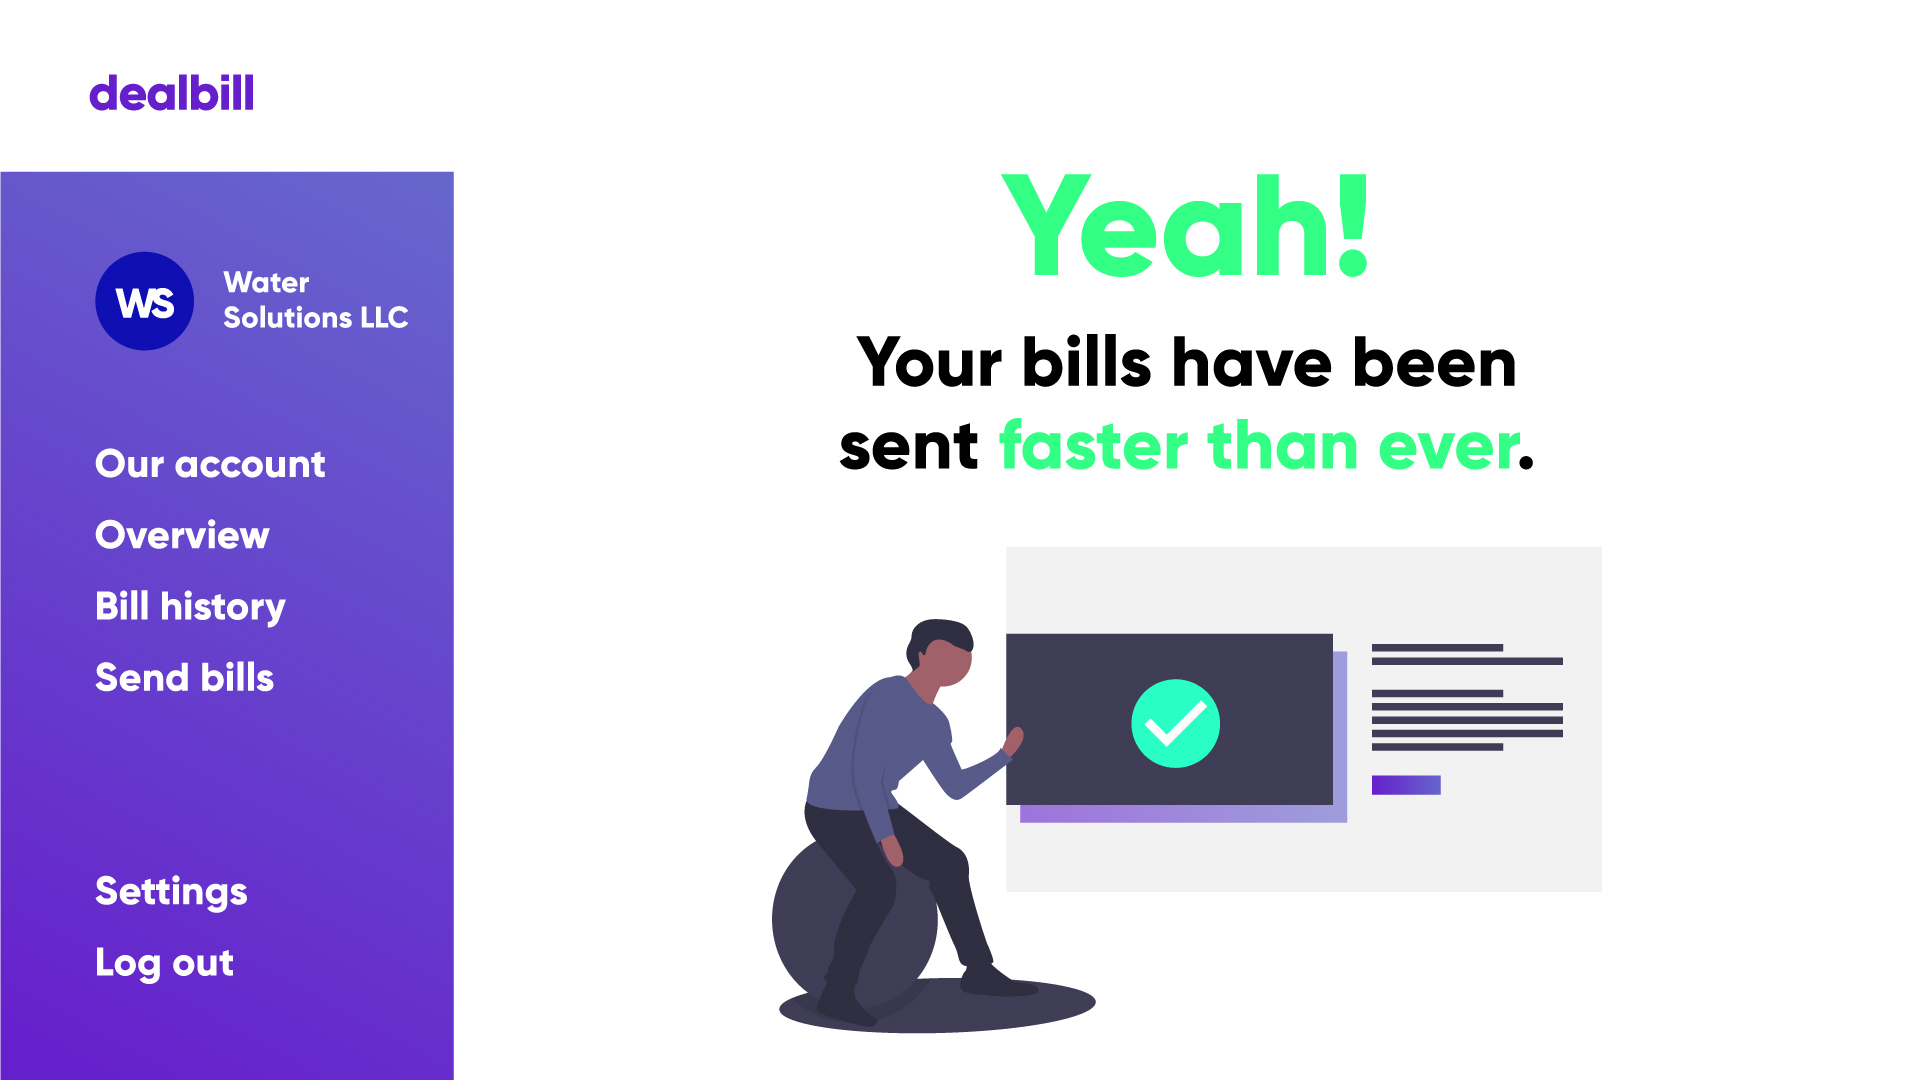 dealbill
WS
Water
Solutions LLC
Our account
Overview
Bill history
Send bills
Settings
Log out
Yeah!
Your bills have been
sent faster than ever.